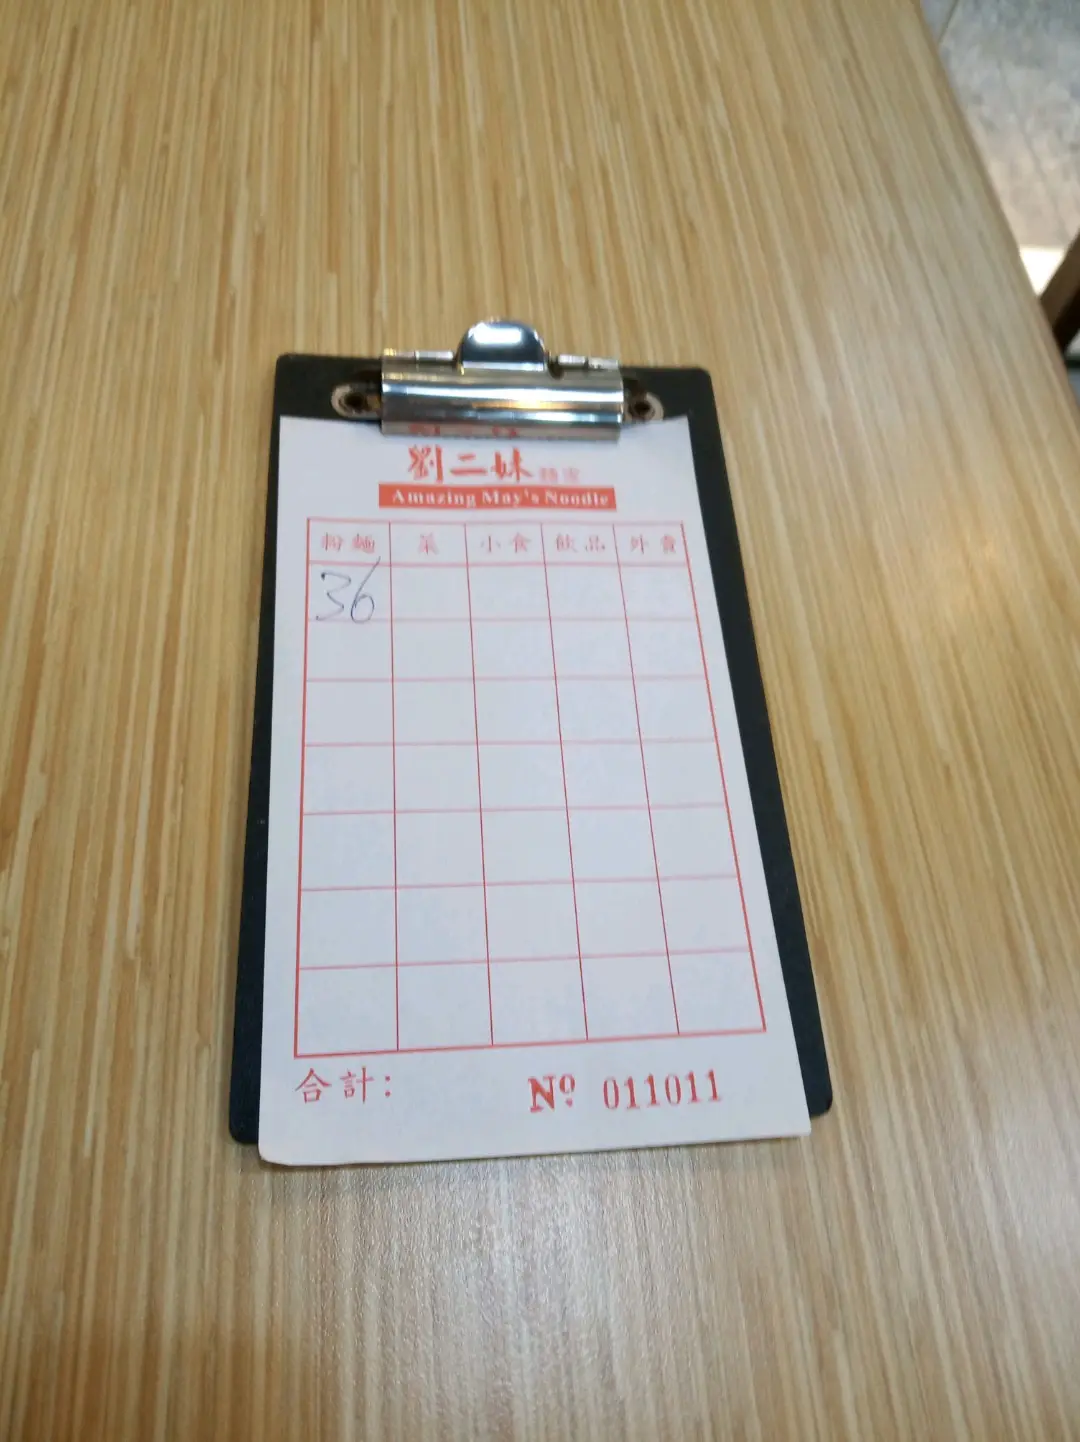 劉二妹
Amazing May's Noodle
粉麵 菜 小食 飲品 外賣
36
合計:
Nº 011011